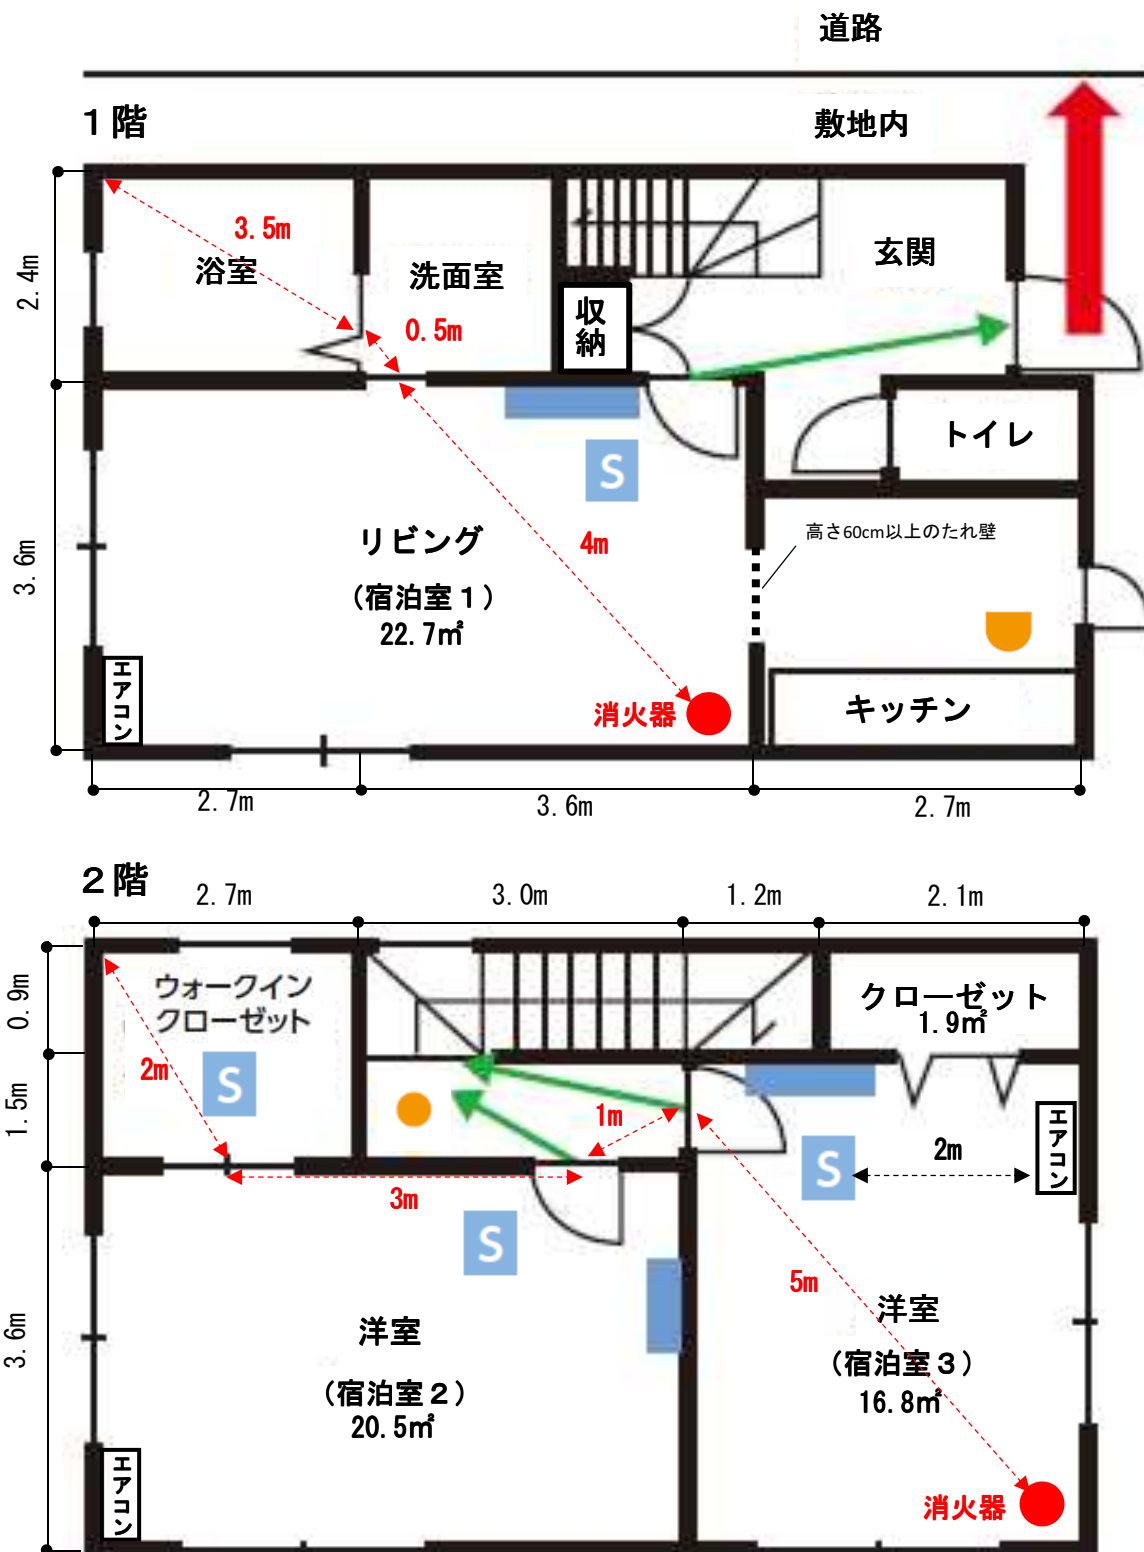 道路
1階
敷地内
3.5m
浴室
2.4m
洗面室
0.5m
収
納
玄関
トイレ
S
リビング
4m
高さ60cm以上のたれ壁
3.6m
（宿泊室１）
22.7㎡
エアコン
消火器
キッチン
2.7m
3.6m
2.7m
2階
2.7m
3.0m
1.2m
2.1m
0.9m
ウォークイン
クローゼット
クローゼット
1.9㎡
2m
S
1.5m
1m
エアコン
S
2m
3m
S
5m
3.6m
洋室
（宿泊室２）
20.5㎡
洋室
（宿泊室３）
16.8㎡
エアコン
消火器